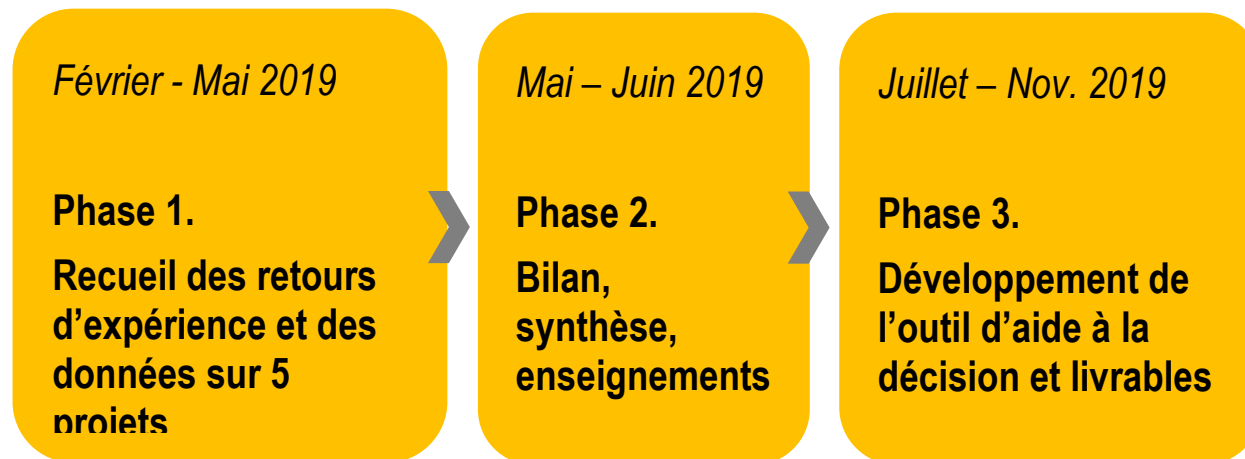 Février - Mai 2019
Phase 1.
Recueil des retours
d’expérience et des
données sur 5
projets
Mai – Juin 2019
Phase 2.
Bilan,
synthèse,
enseignements
Juillet – Nov. 2019
Phase 3.
Développement de
l’outil d’aide à la
décision et livrables